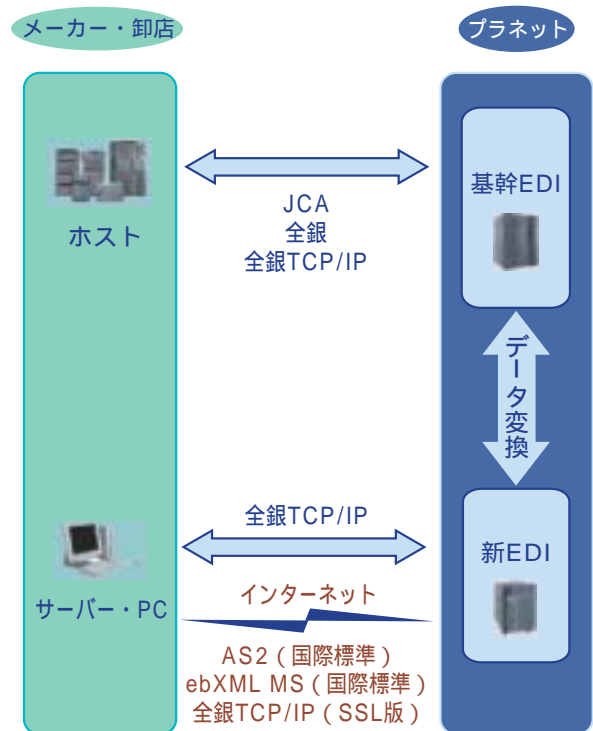 メーカー・卸店
プラネット
ホスト
JCA
全銀
全銀TCP/IP
基幹EDI
データ変換
全銀TCP/IP
新EDI
サーバー・PC
インターネット
AS2（国際標準）
ebXML MS（国際標準）
全銀TCP/IP（SSL版）